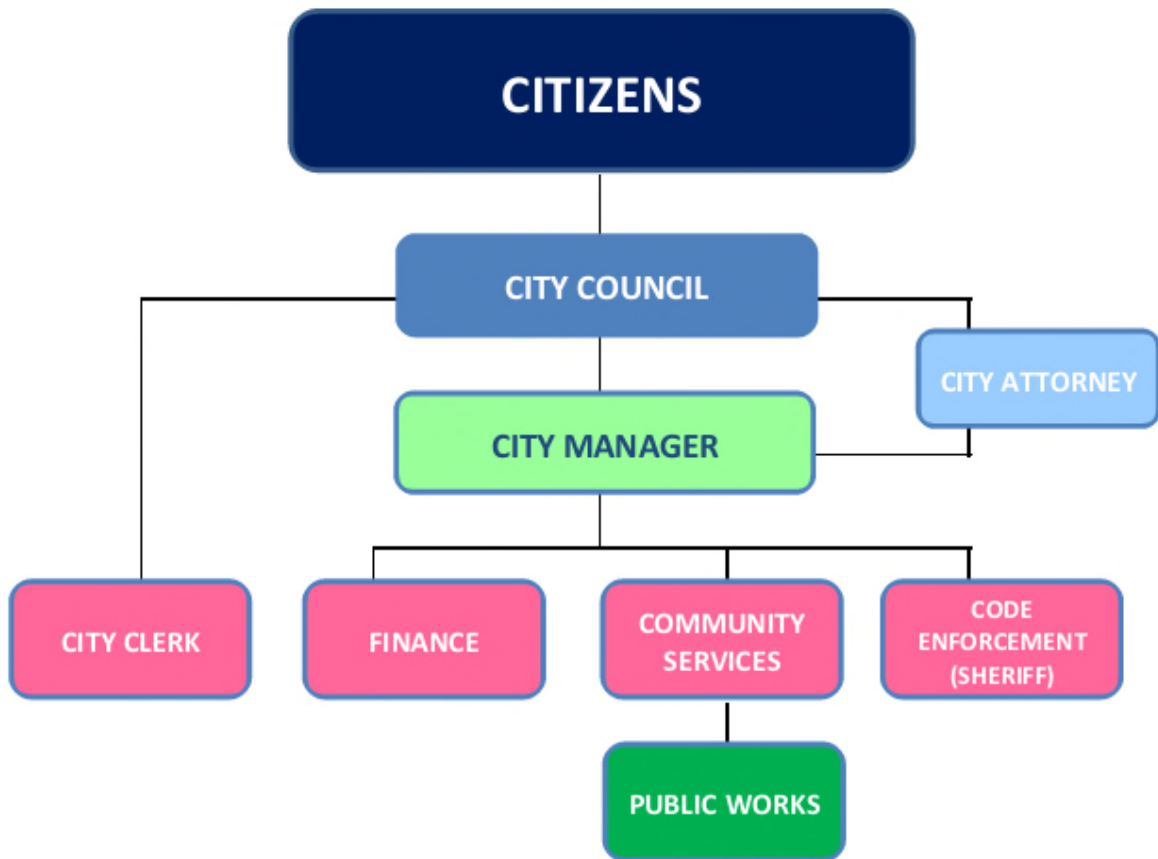 CITIZENS
CITY COUNCIL
CITY ATTORNEY
CITY MANAGER
CITY CLERK
FINANCE
COMMUNITY
SERVICES
CODE
ENFORCEMENT
(SHERIFF)
PUBLIC WORKS